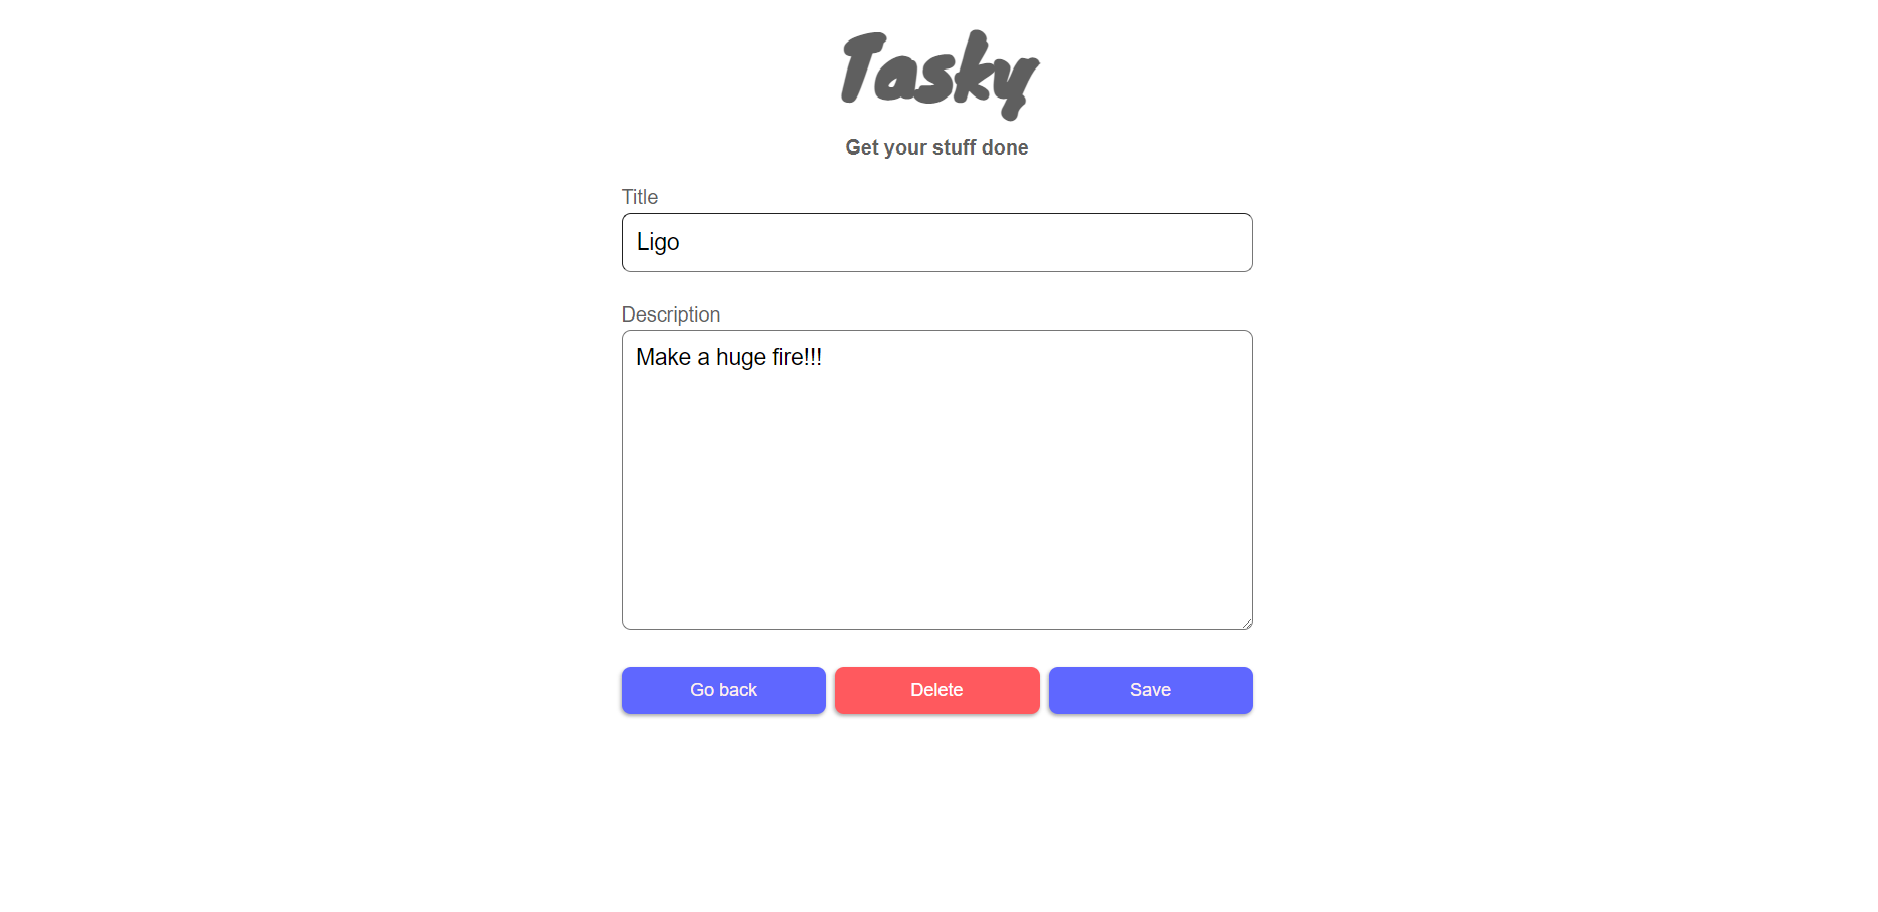 Tasky
Get your stuff done
Title
Ligo
Description
Make a huge fire!!!
Go back
Delete
Save